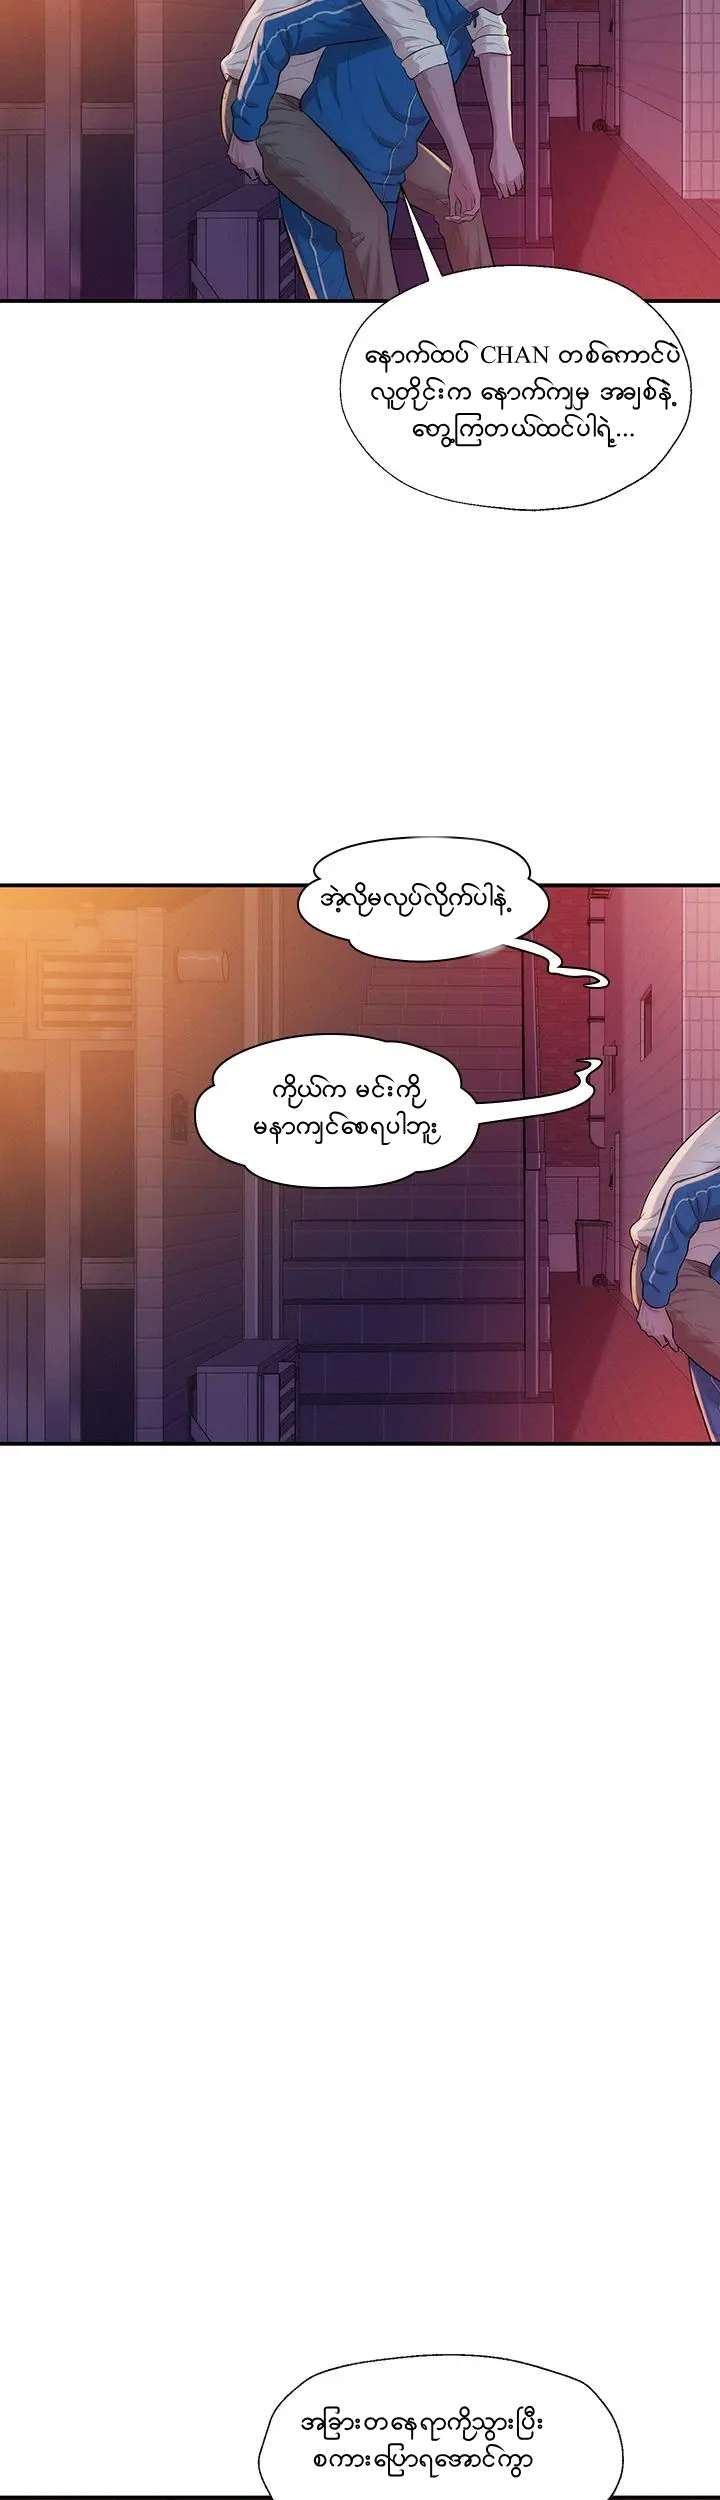 နောက်ထပ် CHAN တစ်ကောင်ပဲ
လူတိုင်းက နောက်ကျမှ အချစ်နဲ့
တွေ့ကြတယ်ထင်ပါရဲ့...
အဲ့လိုမလုပ်လိုက်ပါနဲ့
ကိုယ်က မင်းကို
မနာကျင်စေရပါဘူး
အခြားတနေရာကိုသွားပြီး
စကားပြောရအောင်ကွာ